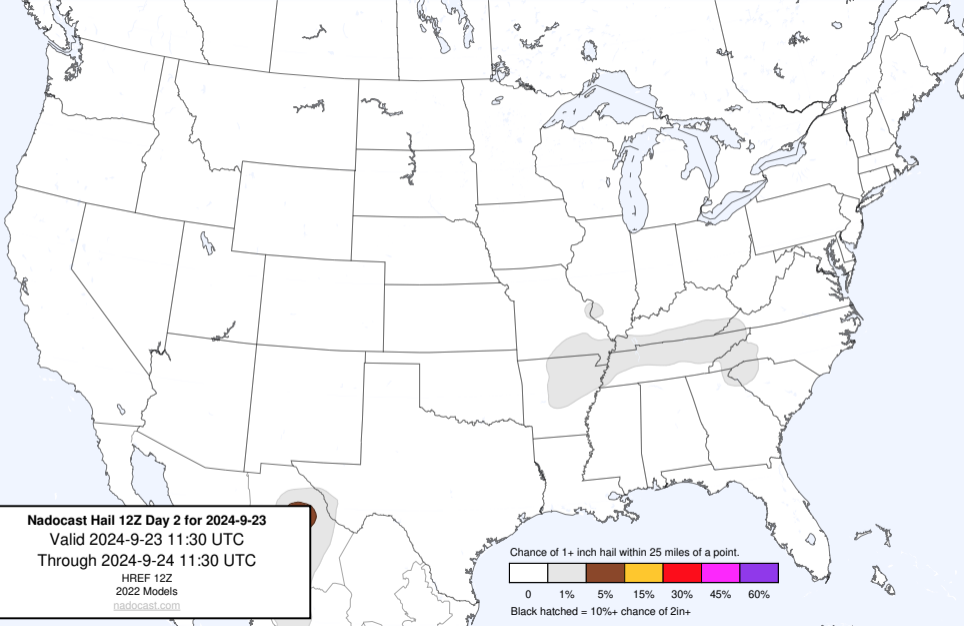 Nadocast Hail 12Z Day 2 for 2024-9-23
Valid 2024-9-23 11:30 UTC
Through 2024-9-24 11:30 UTC
HREF 12Z
2022 Models
nadocast.com
Chance of 1+ inch hail within 25 miles of a point.
0 1% 5% 15% 30% 45% 60%
Black hatched = 10%+ chance of 2in+